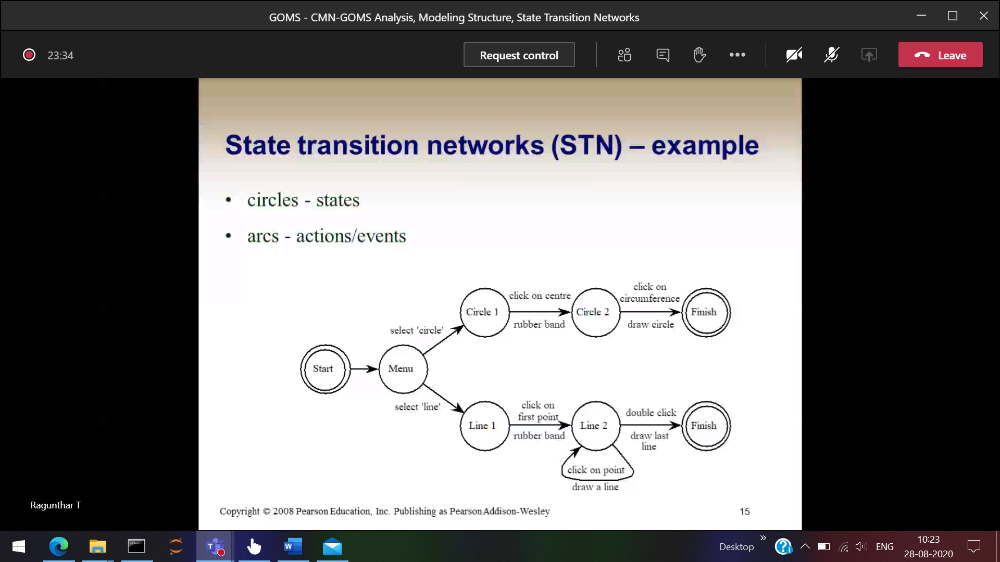 GOMS - CMN-GOMS Analysis, Modeling Structure, State Transition Networks
23:34
Request control
Leave
State transition networks (STN) – example
• circles - states
• arcs - actions/events
click on
circumference
click on centre
Circle 1
Circle 2
Finish
rubber band
draw circle
select 'circle'
Start
Menu
select 'line'
click on
first point
double click
Line 1
Line 2
Finish
rubber band
draw last
line
click on point
draw a line
Ragunthar T
Copyright © 2008 Pearson Education, Inc. Publishing as Pearson Addison-Wesley
15
Desktop
ENG
10:23
28-08-2020